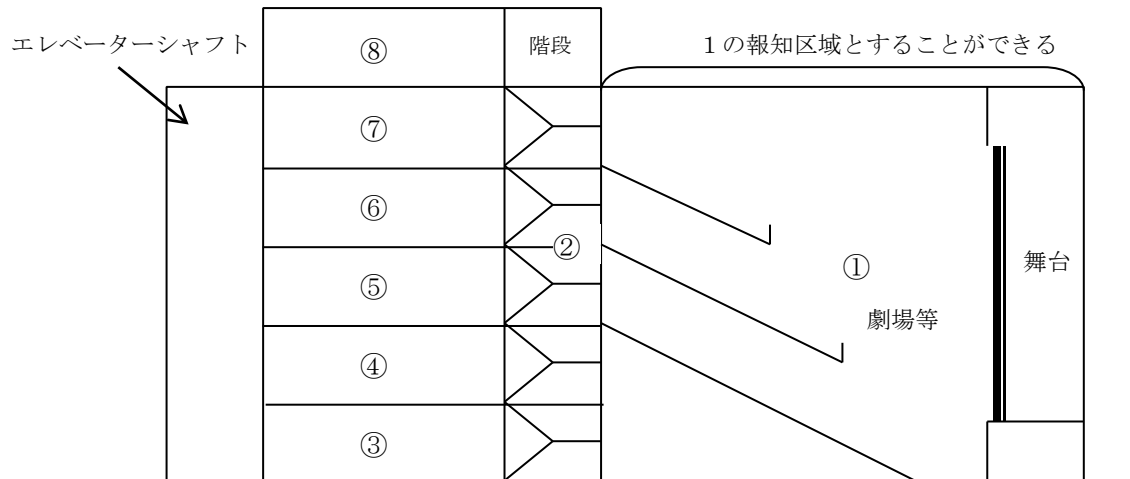 エレベーターシャフト
⑧
階段
１の報知区域とすることができる
⑦
⑥
②
①
舞台
⑤
劇場等
④
③